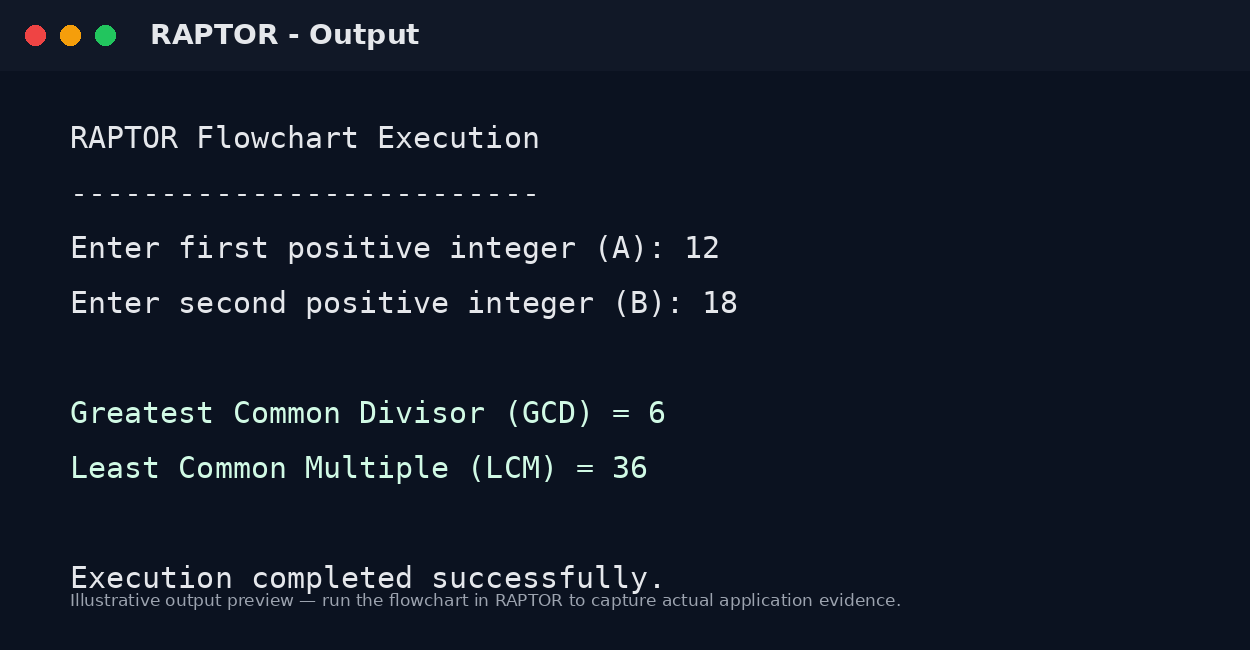 RAPTOR - Output
RAPTOR Flowchart Execution
--------------------------
Enter first positive integer (A): 12
Enter second positive integer (B): 18
Greatest Common Divisor (GCD) = 6
Least Common Multiple (LCM) = 36
Execution completed successfully.
Illustrative output preview — run the flowchart in RAPTOR to capture actual application evidence.